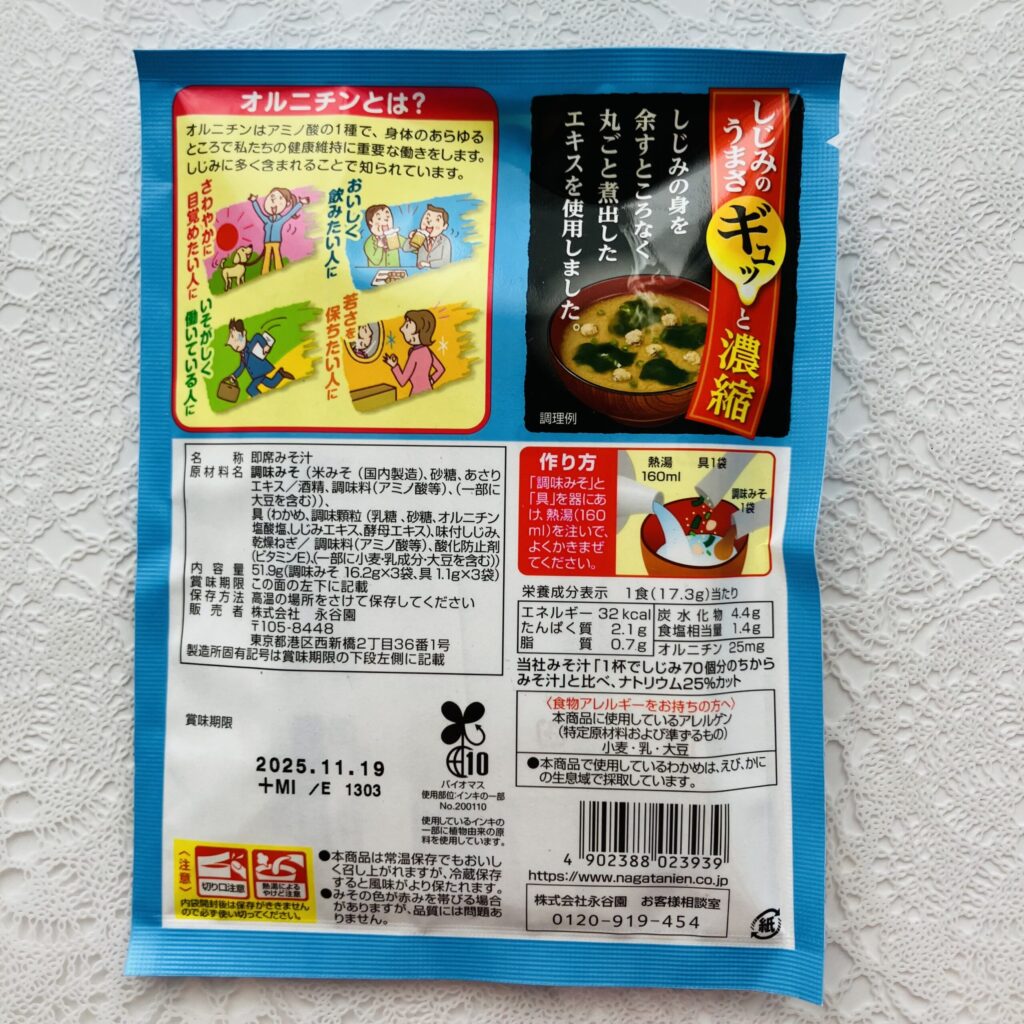 オルニチンとは？
オルニチンはアミノ酸の1種で、身体のあらゆる
ところで私たちの健康維持に重要な働きをします。
しじみに多く含まれることで知られています。
さわやかに
目覚めたい人に
おいしく
飲みたい人に
いそがしく
働いている人に
若さを
保ちたい人に
しじみの
うまさ
ギュッと濃縮
しじみの身を
余すところなく
丸ごと煮出した
エキスを使用しました。
調理例
名称 即席みそ汁
原材料名 調味みそ（米みそ（国内製造）、砂糖、あさり
エキス／酒精、調味料（アミノ酸等）、（一部に
大豆を含む））、
具（わかめ、調味顆粒（乳糖、砂糖、オルニチン
塩酸塩、しじみエキス、酵母エキス）、味付しじみ、
乾燥ねぎ／調味料（アミノ酸等）、酸化防止剤
（ビタミンE）、（一部に小麦・乳成分・大豆を含む））
内容量 51.9g（調味みそ 16.2g×3袋、具 1.1g×3袋）
賞味期限 この面の左下に記載
保存方法 高温の場所をさけて保存してください
販売者 株式会社 永谷園
〒105-8448
東京都港区西新橋2丁目36番1号
製造所固有記号は賞味期限の下段左側に記載
作り方
「調味みそ」と
「具」を器にあ
け、熱湯（160
ml）を注いで、
よくかきまぜ
てください。
熱湯
160ml
具1袋
調味みそ
1袋
栄養成分表示 1食（17.3g）当たり
エネルギー 32kcal 炭水化物 4.4g
たんぱく質 2.1g 食塩相当量 1.4g
脂質 0.7g オルニチン 25mg
当社みそ汁「1杯でしじみ70個分のちから
みそ汁」と比べ、ナトリウム25%カット
〈食物アレルギーをお持ちの方へ〉
本商品に使用しているアレルゲン
（特定原材料および準ずるもの）
小麦・乳・大豆
●本商品で使用しているわかめは、えび、かに
の生息域で採取しています。
賞味期限
2025.11.19
+MI /E 1303
10
バイオマス
使用部位：インキの一部
No.200110
使用しているインキの
一部に植物由来の原
料を使用しています。
〈注意〉
切り口注意
熱湯による
やけど注意
内袋開封後は保存がききません
ので必ず使い切ってください。
●本商品は常温保存でもおいし
く召し上がれますが、冷蔵保存
すると風味がより保たれます。
●みその色が赤みを帯びる場合
がありますが、品質には問題あ
りません。
4 902388 023939
https://www.nagatanien.co.jp
株式会社永谷園 お客様相談室
0120-919-454
紙